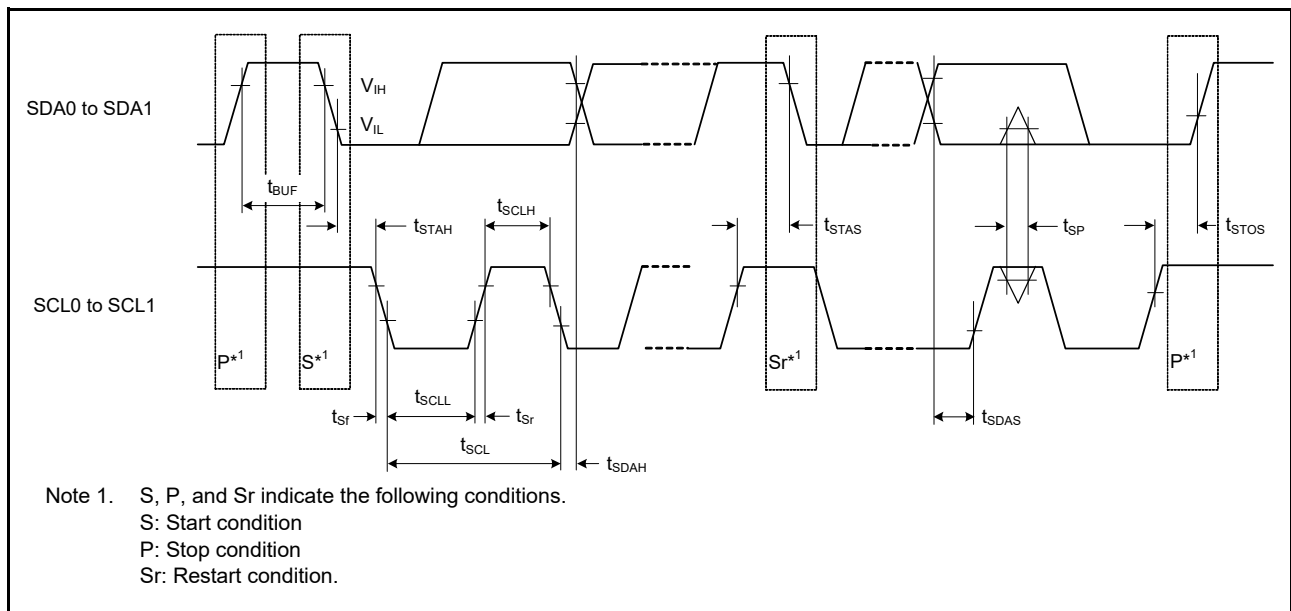 SDA0 to SDA1
VIH
VIL
tBUF
tSTAH
tSCLH
tSTAS
tSP
tSTOS
SCL0 to SCL1
P*1
S*1
Sr*1
P*1
tSf
tSCLL
tSr
tSDAS
tSCL
tSDAH
Note 1. S, P, and Sr indicate the following conditions.
S: Start condition
P: Stop condition
Sr: Restart condition.